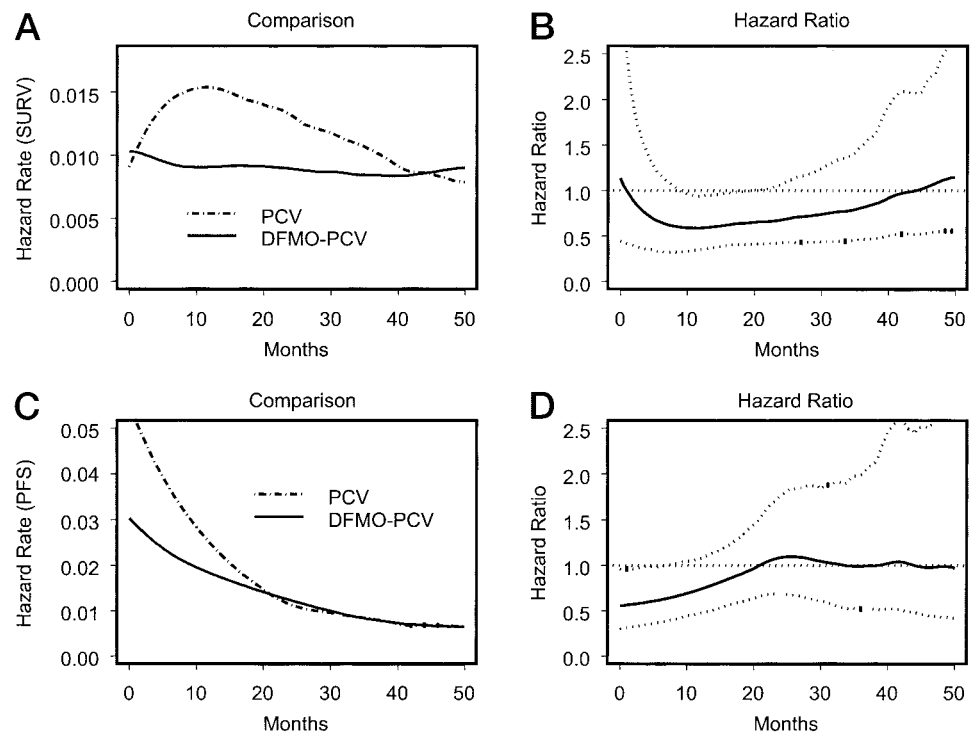 A
Comparison
Hazard Rate (SURV)
0.015
0.010
0.005
0.000
PCV
DFMO-PCV
0 10 20 30 40 50
Months
B
Hazard Ratio
Hazard Ratio
2.5
2.0
1.5
1.0
0.5
0.0
0 10 20 30 40 50
Months
C
Comparison
Hazard Rate (PFS)
0.05
0.04
0.03
0.02
0.01
0.00
PCV
DFMO-PCV
0 10 20 30 40 50
Months
D
Hazard Ratio
Hazard Ratio
2.5
2.0
1.5
1.0
0.5
0.0
0 10 20 30 40 50
Months